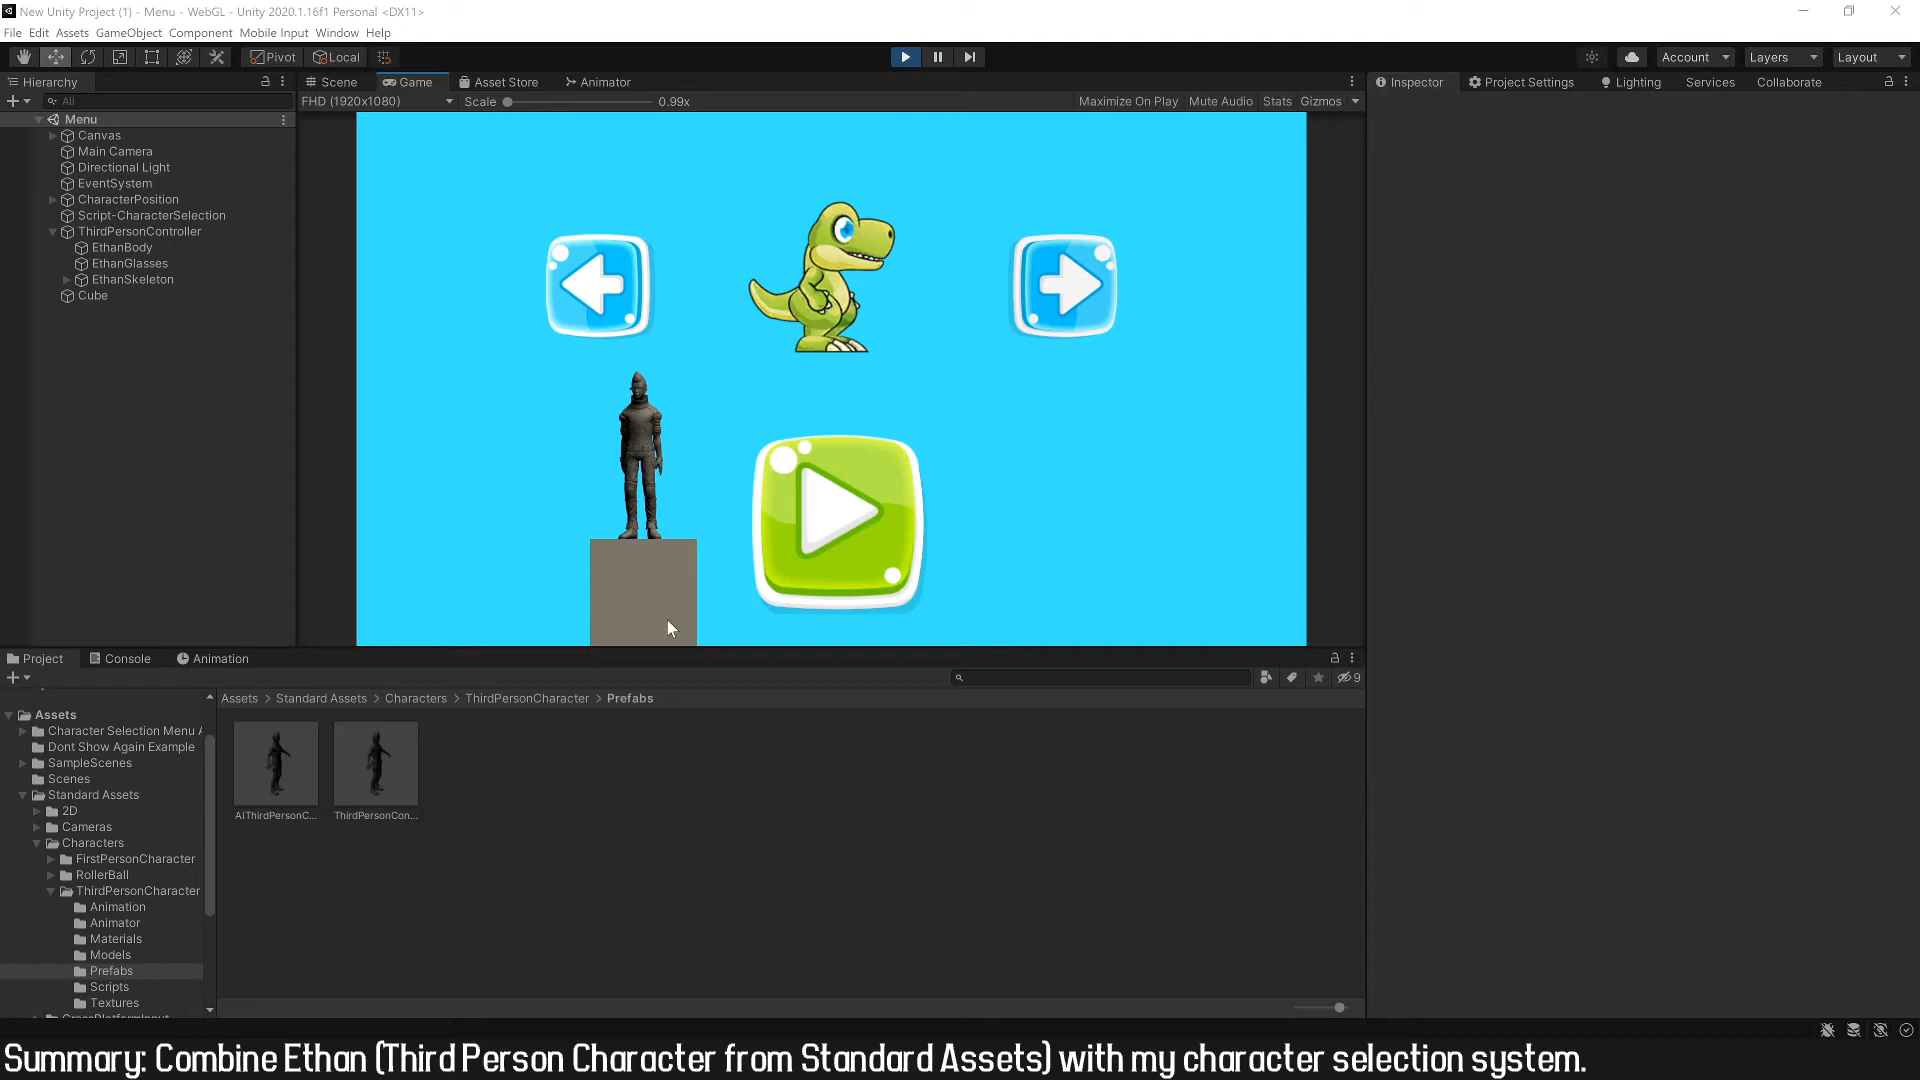 New Unity Project (1) - Menu - WebGL - Unity 2020.1.16f1 Personal <DX11>
File Edit Assets GameObject Component Mobile Input Window Help
Pivot Local Account Layers Layout
Hierarchy
Scene Game Asset Store Animator
Inspector Project Settings Lighting Services Collaborate
All
FHD (1920x1080) Scale 0.99x Maximize On Play Mute Audio Stats Gizmos
Menu
Canvas
Main Camera
Directional Light
EventSystem
CharacterPosition
Script-CharacterSelection
ThirdPersonController
EthanBody
EthanGlasses
EthanSkeleton
Cube
Project Console Animation
9
Assets > Standard Assets > Characters > ThirdPersonCharacter > Prefabs
Assets
Character Selection Menu A
Dont Show Again Example
SampleScenes
Scenes
Standard Assets
2D
Cameras
Characters
FirstPersonCharacter
RollerBall
ThirdPersonCharacter
Animation
Animator
Materials
Models
Prefabs
Scripts
Textures
CrossPlatformInput
AIThirdPersonC... ThirdPersonCon...
Summary: Combine Ethan (Third Person Character from Standard Assets) with my character selection system.